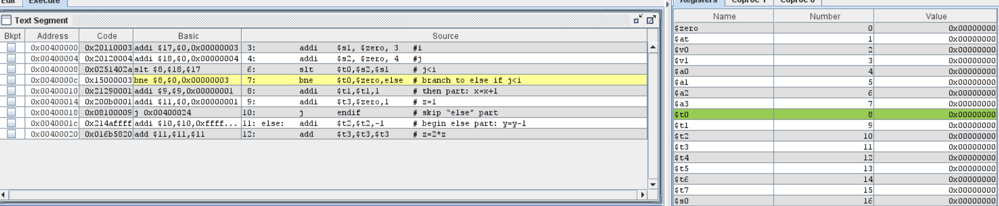 Edit Execute
Text Segment
Bkpt Address Code Basic Source
0x00400000 0x20110003 addi $17,$0,0x00000003 3: addi $s1, $zero, 3 #i
0x00400004 0x20120004 addi $18,$0,0x00000004 4: addi $s2, $zero, 4 #j
0x00400008 0x0251402a slt $8,$18,$17 6: slt $t0,$s2,$s1 # j<i
0x0040000c 0x15000003 bne $8,$0,0x00000003 7: bne $t0,$zero,else # branch to else if j<i
0x00400010 0x21290001 addi $9,$9,0x00000001 8: addi $t1,$t1,1 # then part: x=x+1
0x00400014 0x200b0001 addi $11,$0,0x00000001 9: addi $t3,$zero,1 # z=1
0x00400018 0x08100009 j 0x00400024 10: j endif # skip “else” part
0x0040001c 0x214affff addi $10,$10,0xffff... 11: else: addi $t2,$t2,-1 # begin else part: y=y-1
0x00400020 0x016b5820 add $11,$11,$11 12: add $t3,$t3,$t3 # z=2*z
Registers Coproc 1 Coproc 0
Name Number Value
$zero 0 0x00000000
$at 1 0x00000000
$v0 2 0x00000000
$v1 3 0x00000000
$a0 4 0x00000000
$a1 5 0x00000000
$a2 6 0x00000000
$a3 7 0x00000000
$t0 8 0x00000000
$t1 9 0x00000000
$t2 10 0x00000000
$t3 11 0x00000000
$t4 12 0x00000000
$t5 13 0x00000000
$t6 14 0x00000000
$t7 15 0x00000000
$s0 16 0x00000000